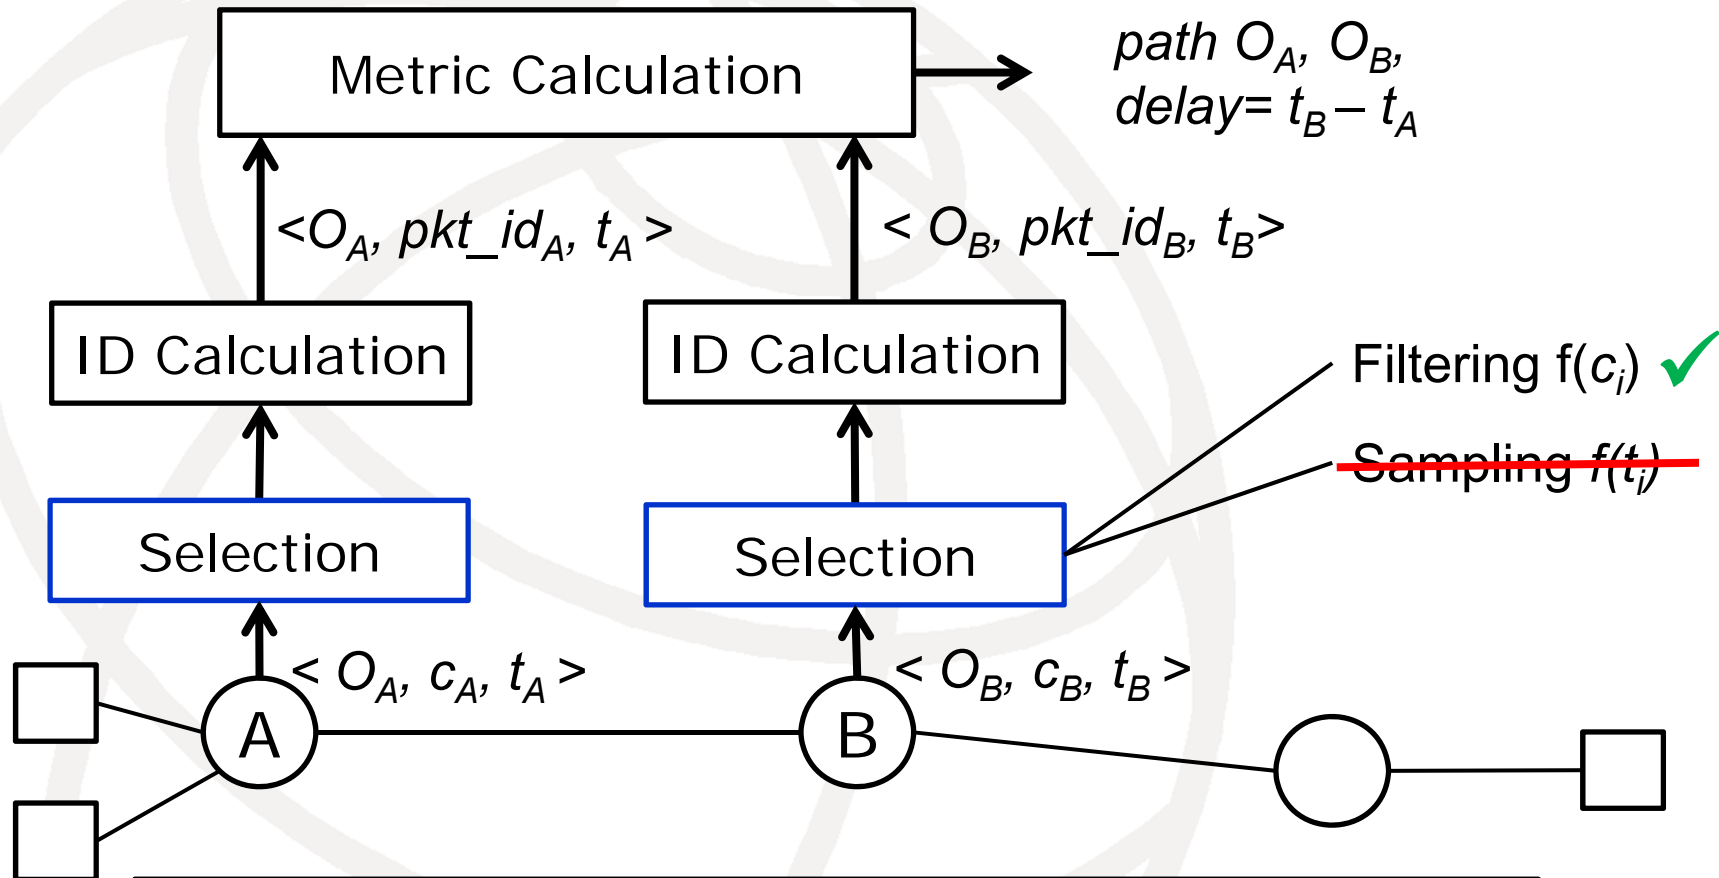 Metric Calculation
path O_A, O_B,
delay= t_B – t_A
<O_A, pkt_id_A, t_A >
< O_B, pkt_id_B, t_B>
ID Calculation
ID Calculation
Filtering f(c_i)
Sampling f(t_i)
Selection
Selection
< O_A, c_A, t_A >
< O_B, c_B, t_B >
A
B